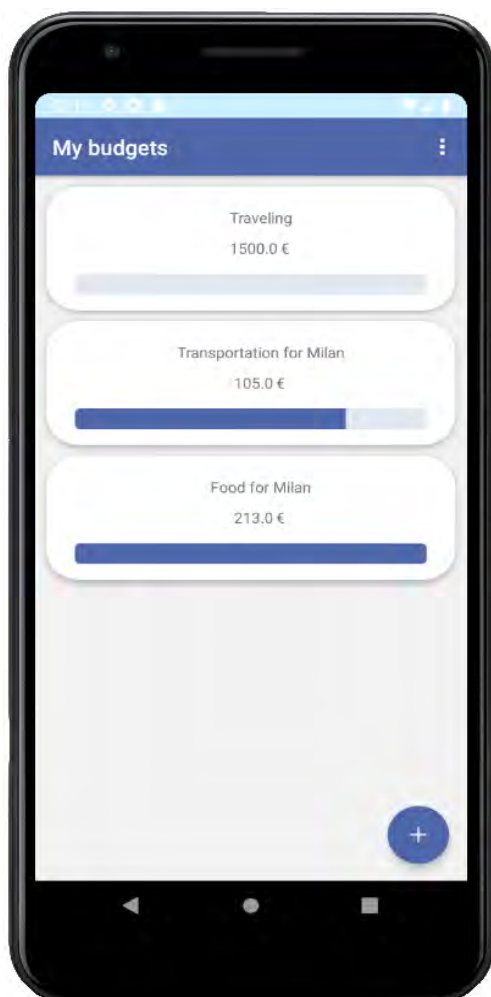 My budgets
Traveling
1500.0 €
Transportation for Milan
105.0 €
Food for Milan
213.0 €
+